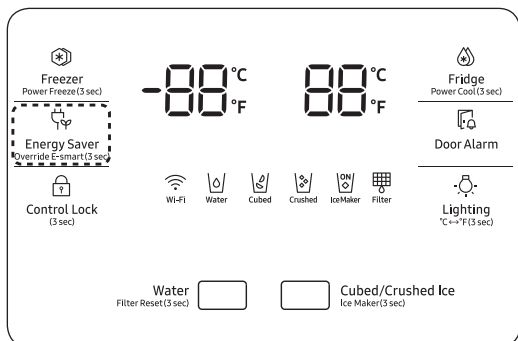 Freezer
Power Freeze(3 sec)
Energy Saver
Override E-smart(3 sec)
Control Lock
(3 sec)
-88 °C
°F
88 °C
°F
Wi-Fi
Water
Cubed
Crushed
ON
Ice Maker
Filter
Fridge
Power Cool(3 sec)
Door Alarm
Lighting
°C↔°F(3 sec)
Water
Filter Reset(3 sec)
Cubed/Crushed Ice
Ice Maker(3 sec)